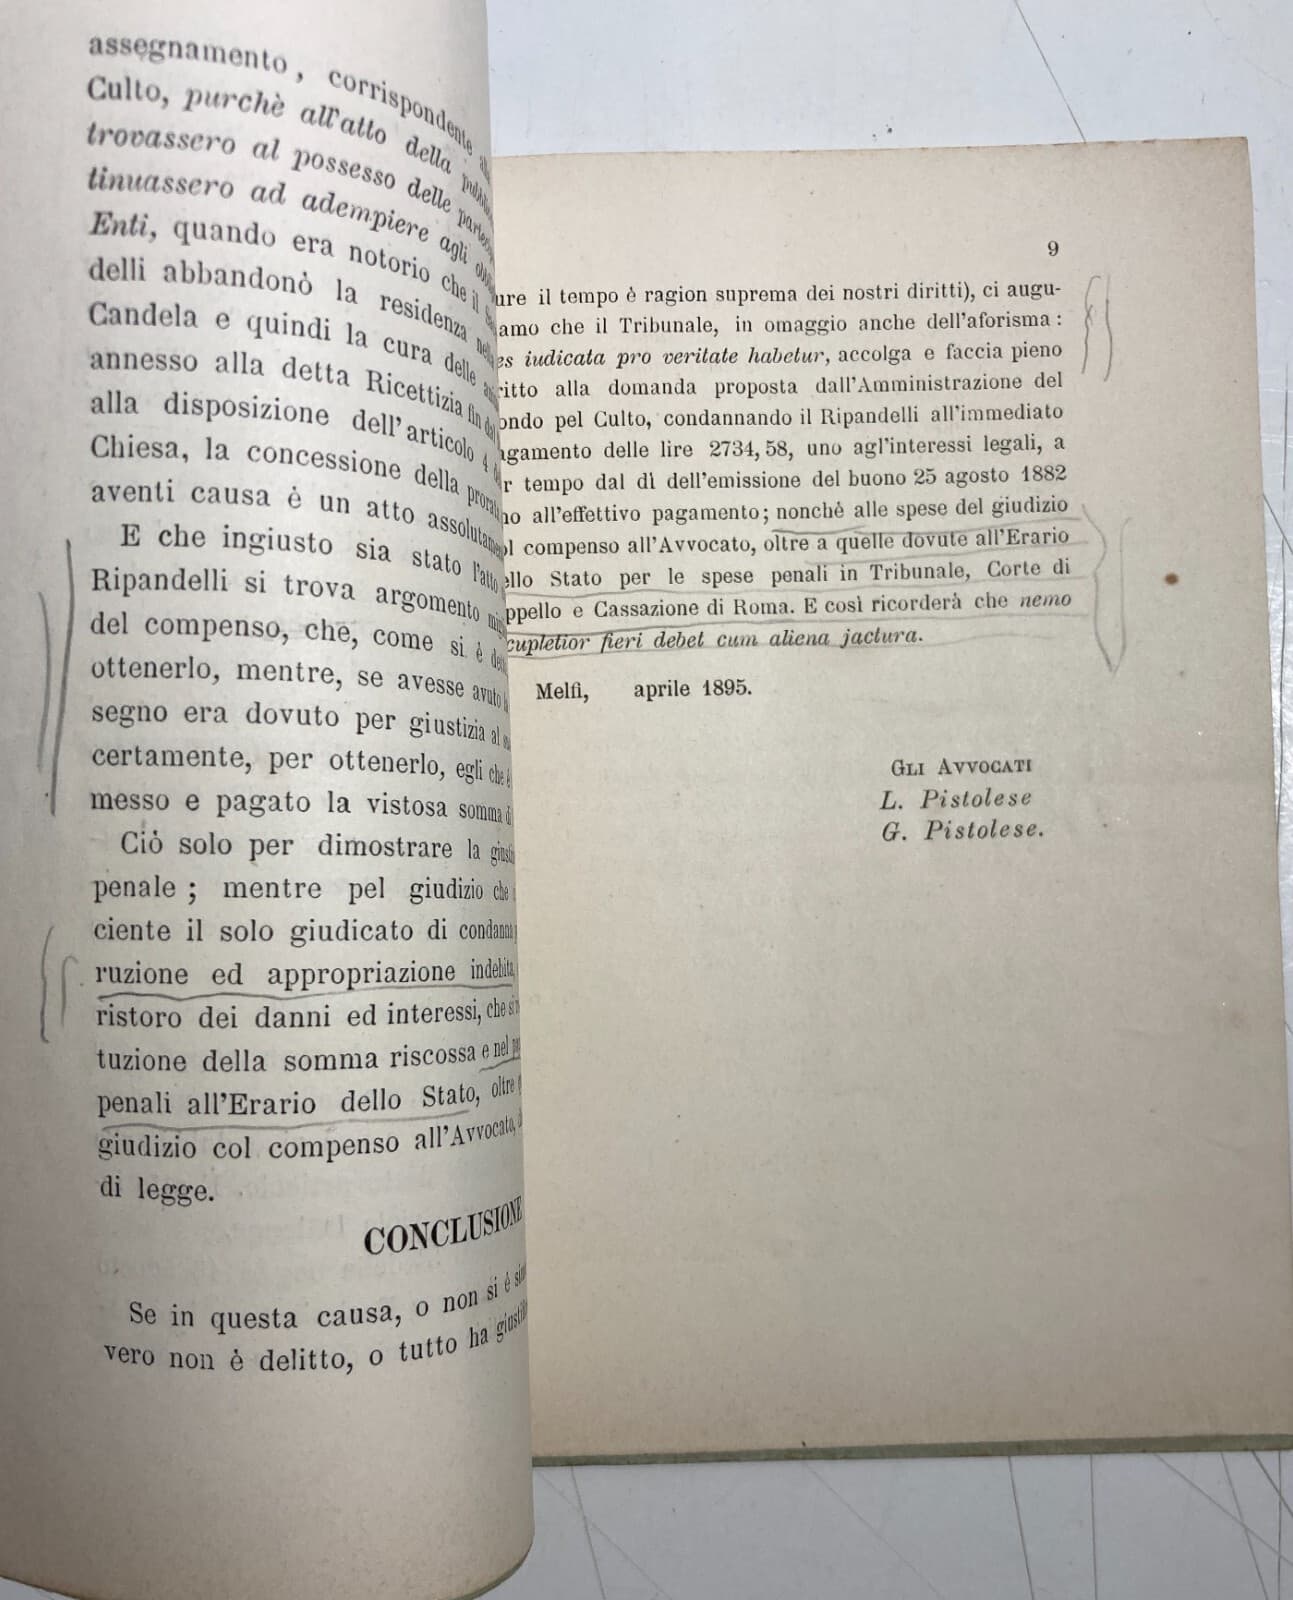 assegnamento, corrispondente
Culto, purchè all'atto della
trovassero al possesso delle
tinuassero ad adempiere agli
Enti, quando era notorio che il
delli abbandonò la residenza
Candela e quindi la cura delle
annesso alla detta Ricettizia fin
alla disposizione dell'articolo 4
Chiesa, la concessione della
aventi causa è un atto
E che ingiusto sia stato l'atto
Ripandelli si trova argomento
del compenso, che, come si è
ottenerlo, mentre, se avesse avuto
segno era dovuto per giustizia al
certamente, per ottenerlo, egli che
messo e pagato la vistosa somma
Ciò solo per dimostrare la
penale; mentre pel giudizio che
ciente il solo giudicato di
ruzione ed appropriazione indebita,
ristoro dei danni ed interessi, che
tuzione della somma riscossa e nel
penali all'Erario dello Stato, oltre
giudizio col compenso all'Avvocato,
di legge.
CONCLUSIONE
Se in questa causa, o non si è
vero non è delitto, o tutto ha
9
ure il tempo è ragion suprema dei nostri diritti), ci augu-
amo che il Tribunale, in omaggio anche dell'aforisma:
es iudicata pro veritate habetur, accolga e faccia pieno
ritto alla domanda proposta dall'Amministrazione del
ondo pel Culto, condannando il Ripandelli all'immediato
agamento delle lire 2734,58, uno agl'interessi legali, a
r tempo dal dì dell'emissione del buono 25 agosto 1882
no all'effettivo pagamento; nonchè alle spese del giudizio
ol compenso all'Avvocato, oltre a quelle dovute all'Erario
ello Stato per le spese penali in Tribunale, Corte di
ppello e Cassazione di Roma. E così ricorderà che nemo
cupletior fieri debet cum aliena jactura.
Melfi, aprile 1895.
GLI AVVOCATI
L. Pistolese
G. Pistolese.